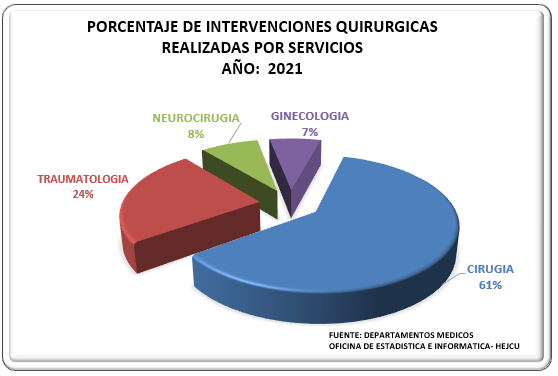 PORCENTAJE DE INTERVENCIONES QUIRURGICAS
REALIZADAS POR SERVICIOS
AÑO: 2021
NEUROCIRUGIA
8%
GINECOLOGIA
7%
TRAUMATOLOGIA
24%
CIRUGIA
61%
FUENTE: DEPARTAMENTOS MEDICOS
OFICINA DE ESTADISTICA E INFORMATICA- HEJCU